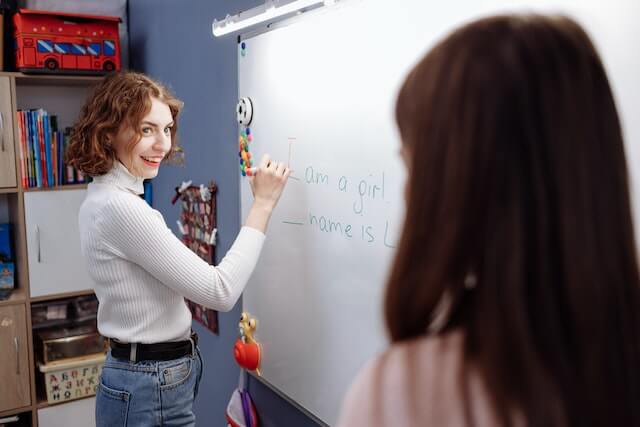 I am a girl.
_ name is L
А Б В Г
Е Ж З И К
Н О П Р